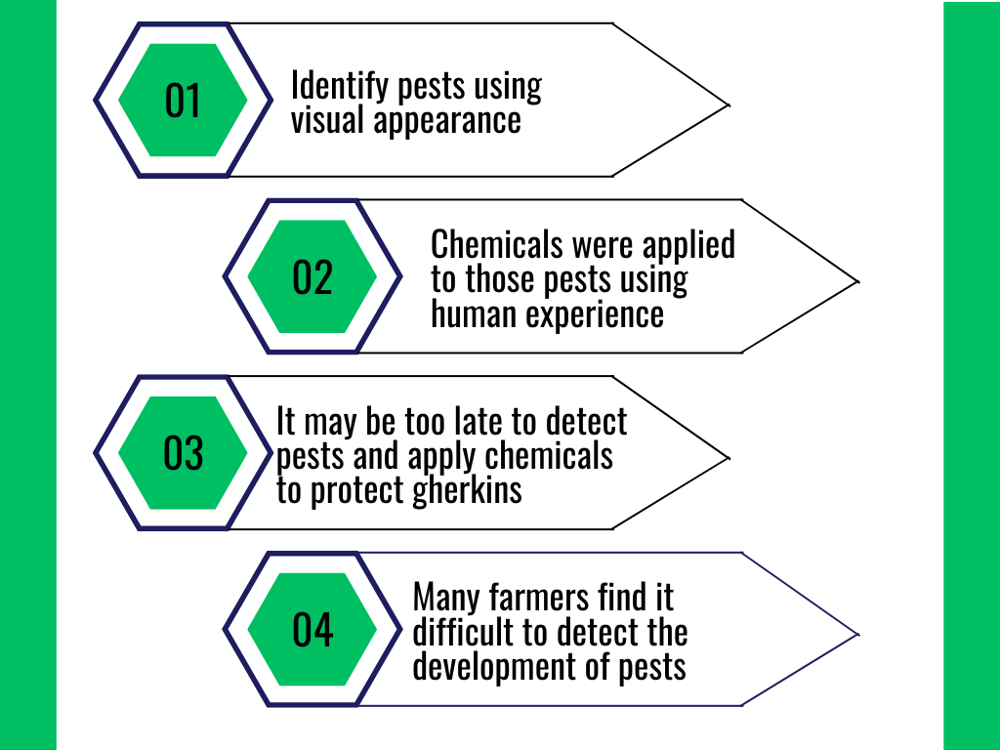 01
Identify pests using
visual appearance
02
Chemicals were applied
to those pests using
human experience
03
It may be too late to detect
pests and apply chemicals
to protect gherkins
04
Many farmers find it
difficult to detect the
development of pests